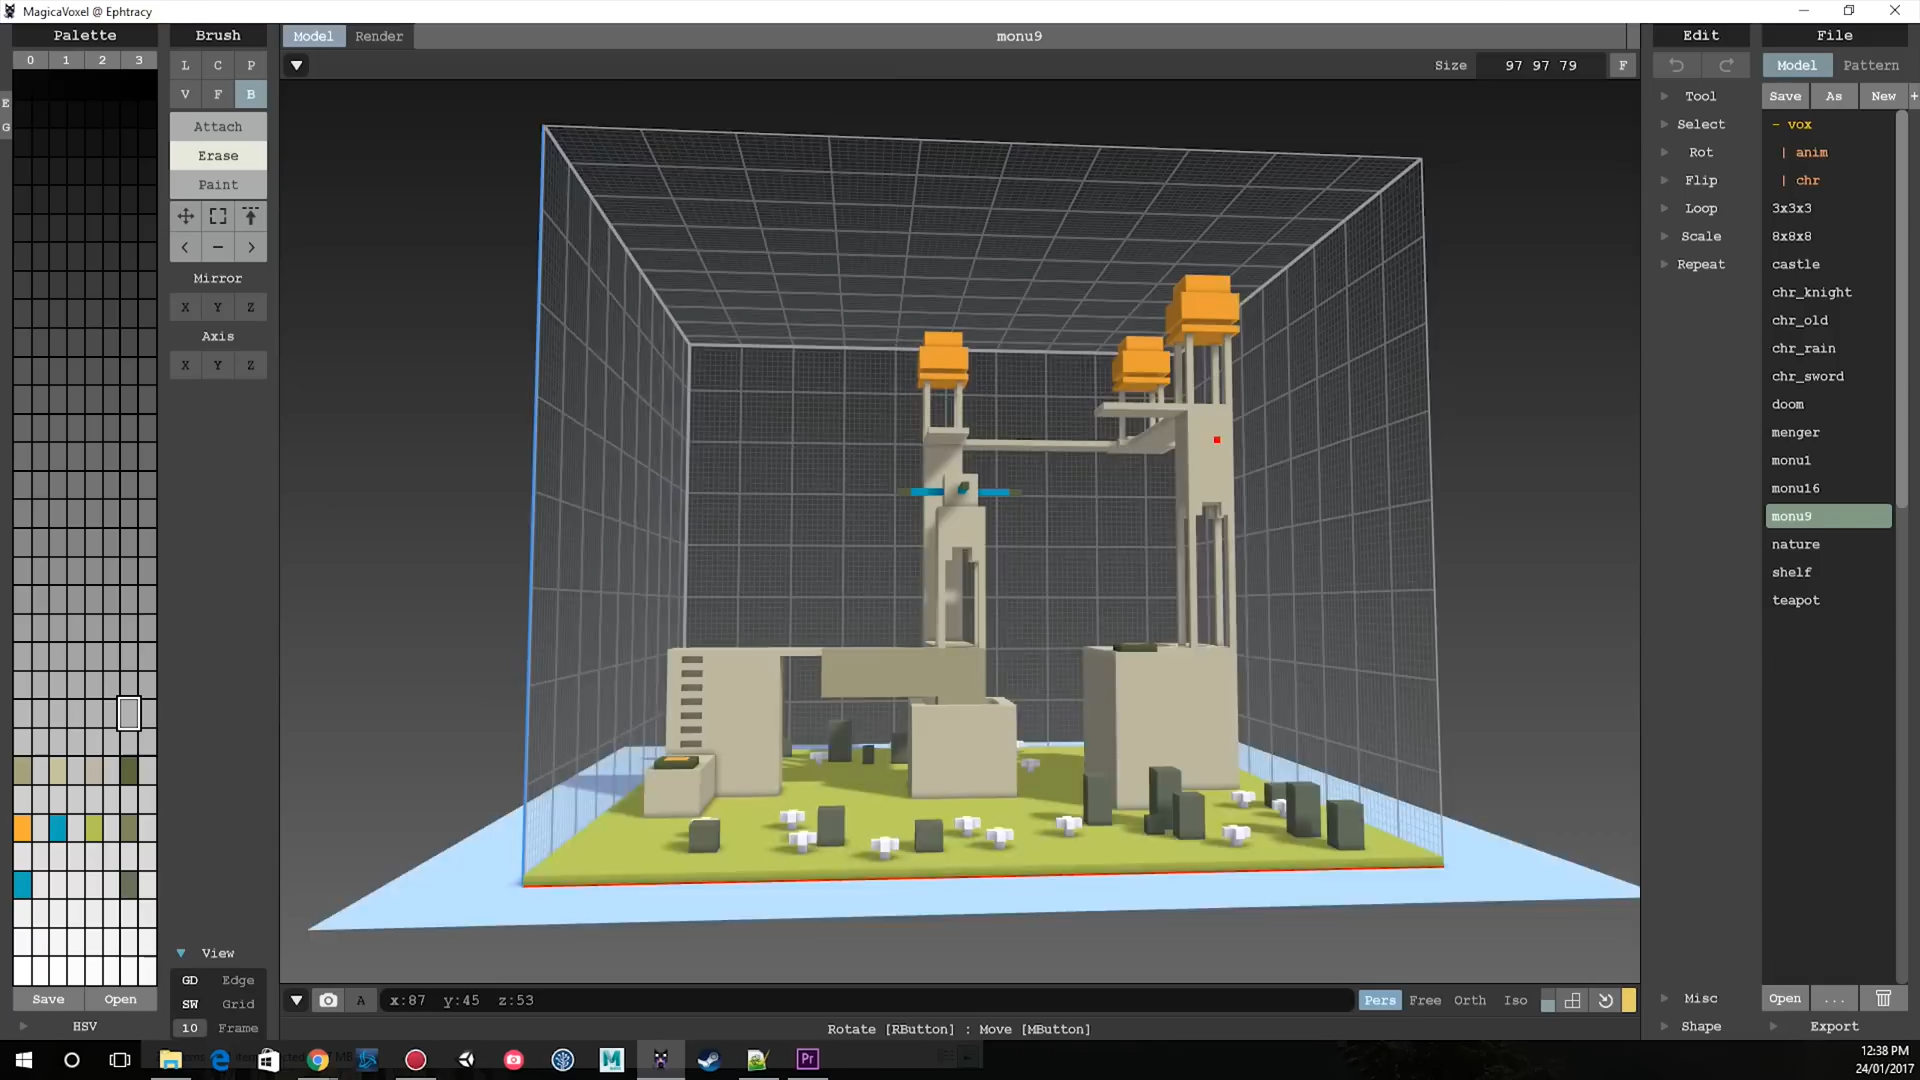 MagicaVoxel @ Ephtracy
Palette
0 1 2 3
E
G
Save Open
HSV
Brush
L C P
V F B
Attach
Erase
Paint
< - >
Mirror
X Y Z
Axis
X Y Z
View
GD Edge
SW Grid
10 Frame
Model Render monu9
Size 97 97 79 F
A x:87 y:45 z:53 Pers Free Orth Iso
Rotate [RButton] : Move [MButton]
Edit
Tool
Select
Rot
Flip
Loop
Scale
Repeat
Misc
Shape
File
Model Pattern
Save As New +
- vox
| anim
| chr
3x3x3
8x8x8
castle
chr_knight
chr_old
chr_rain
chr_sword
doom
menger
monu1
monu16
monu9
nature
shelf
teapot
Open ...
Export
Pr
12:38 PM
24/01/2017